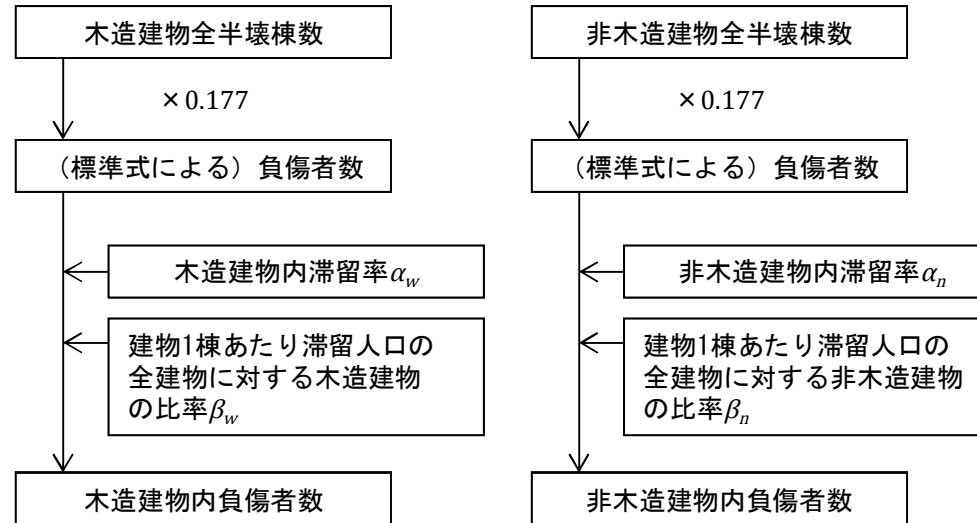 木造建物全半壊棟数
×0.177
（標準式による）負傷者数
木造建物内滞留率α_w
建物1棟あたり滞留人口の
全建物に対する木造建物
の比率β_w
木造建物内負傷者数
非木造建物全半壊棟数
×0.177
（標準式による）負傷者数
非木造建物内滞留率α_n
建物1棟あたり滞留人口の
全建物に対する非木造建物
の比率β_n
非木造建物内負傷者数